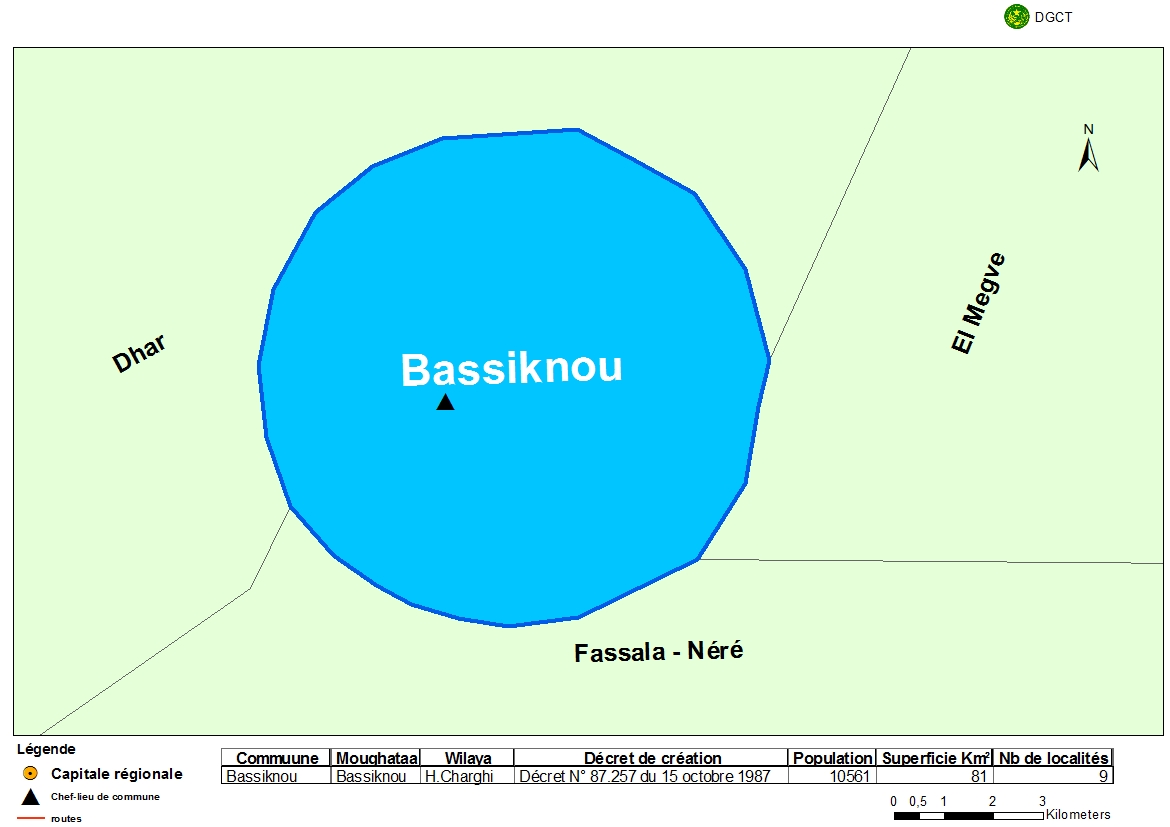 DGCT
N
El Megve
Dhar
Bassiknou
Fassala - Néré
Légende
Capitale régionale
Chef-lieu de commune
routes
Commuune Moughataa Wilaya Décret de création Population Superficie Km² Nb de localités
Bassiknou Bassiknou H.Charghi Décret N° 87.257 du 15 octobre 1987 10561 81 9
0 0,5 1 2 3
Kilometers